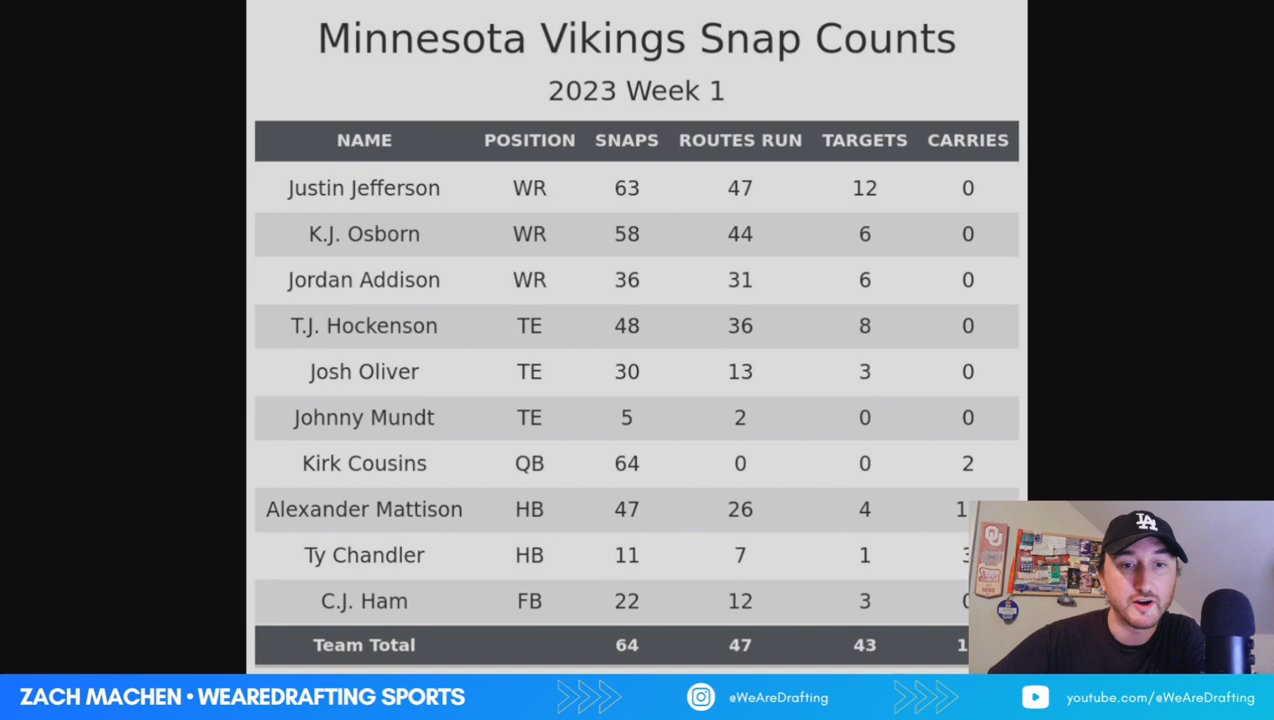 Minnesota Vikings Snap Counts
2023 Week 1
NAME POSITION SNAPS ROUTES RUN TARGETS CARRIES
Justin Jefferson WR 63 47 12 0
K.J. Osborn WR 58 44 6 0
Jordan Addison WR 36 31 6 0
T.J. Hockenson TE 48 36 8 0
Josh Oliver TE 30 13 3 0
Johnny Mundt TE 5 2 0 0
Kirk Cousins QB 64 0 0 2
Alexander Mattison HB 47 26 4
Ty Chandler HB 11 7 1
C.J. Ham FB 22 12 3
Team Total 64 47 43
LA
ZACH MACHEN • WEAREDRAFTING SPORTS @WeAreDrafting youtube.com/@WeAreDrafting